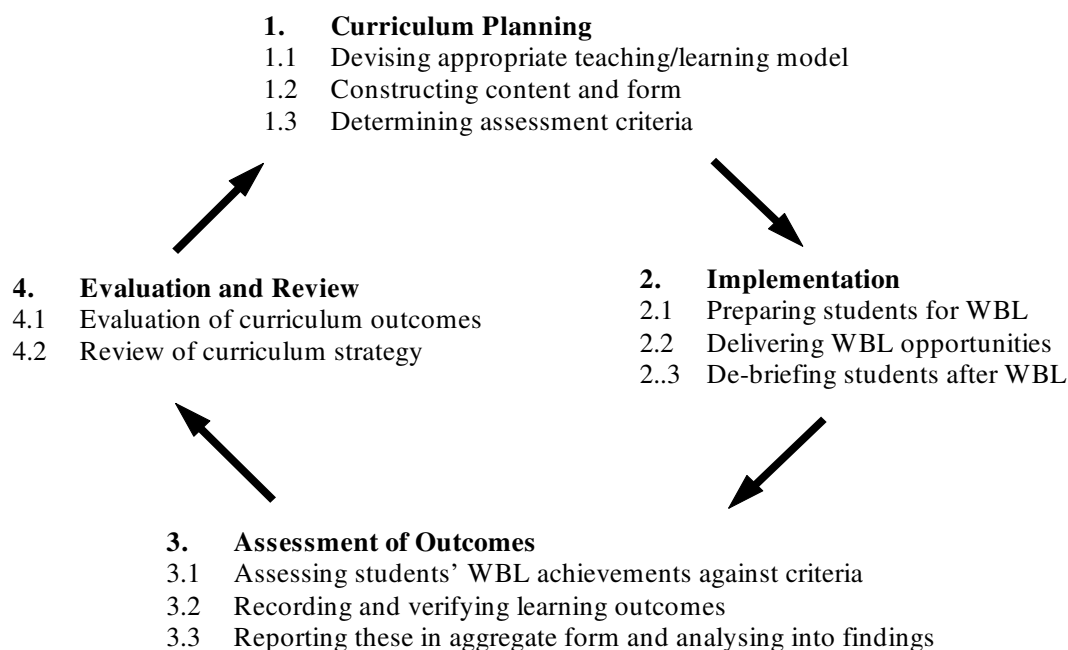 1. Curriculum Planning
1.1 Devising appropriate teaching/learning model
1.2 Constructing content and form
1.3 Determining assessment criteria
2. Implementation
2.1 Preparing students for WBL
2.2 Delivering WBL opportunities
2..3 De-briefing students after WBL
3. Assessment of Outcomes
3.1 Assessing students’ WBL achievements against criteria
3.2 Recording and verifying learning outcomes
3.3 Reporting these in aggregate form and analysing into findings
4. Evaluation and Review
4.1 Evaluation of curriculum outcomes
4.2 Review of curriculum strategy